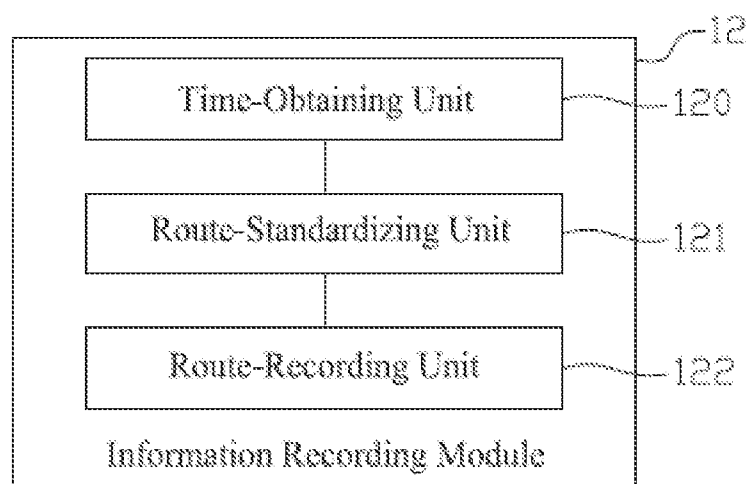 12
Time-Obtaining Unit
120
Route-Standardizing Unit
121
Route-Recording Unit
122
Information Recording Module